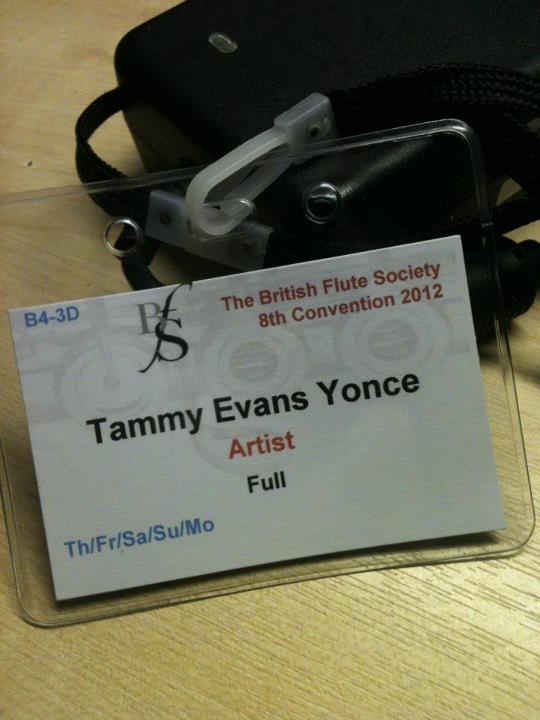 B4-3D
BfS
The British Flute Society
8th Convention 2012
Tammy Evans Yonce
Artist
Full
Th/Fr/Sa/Su/Mo